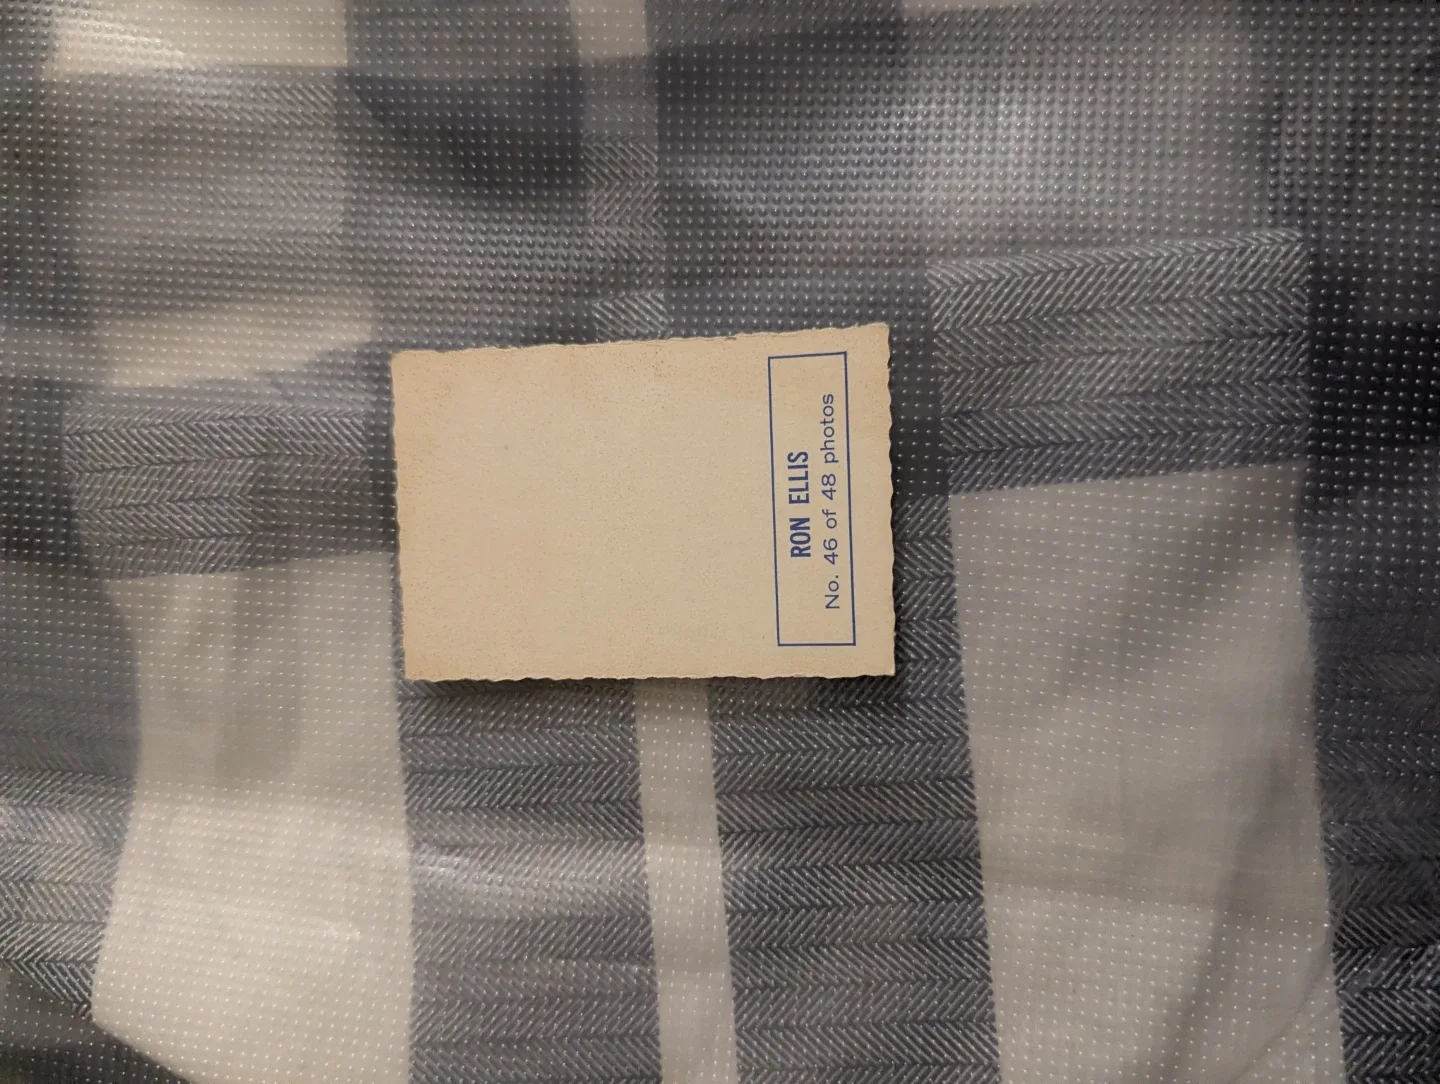 RON ELLIS
No. 46 of 48 photos